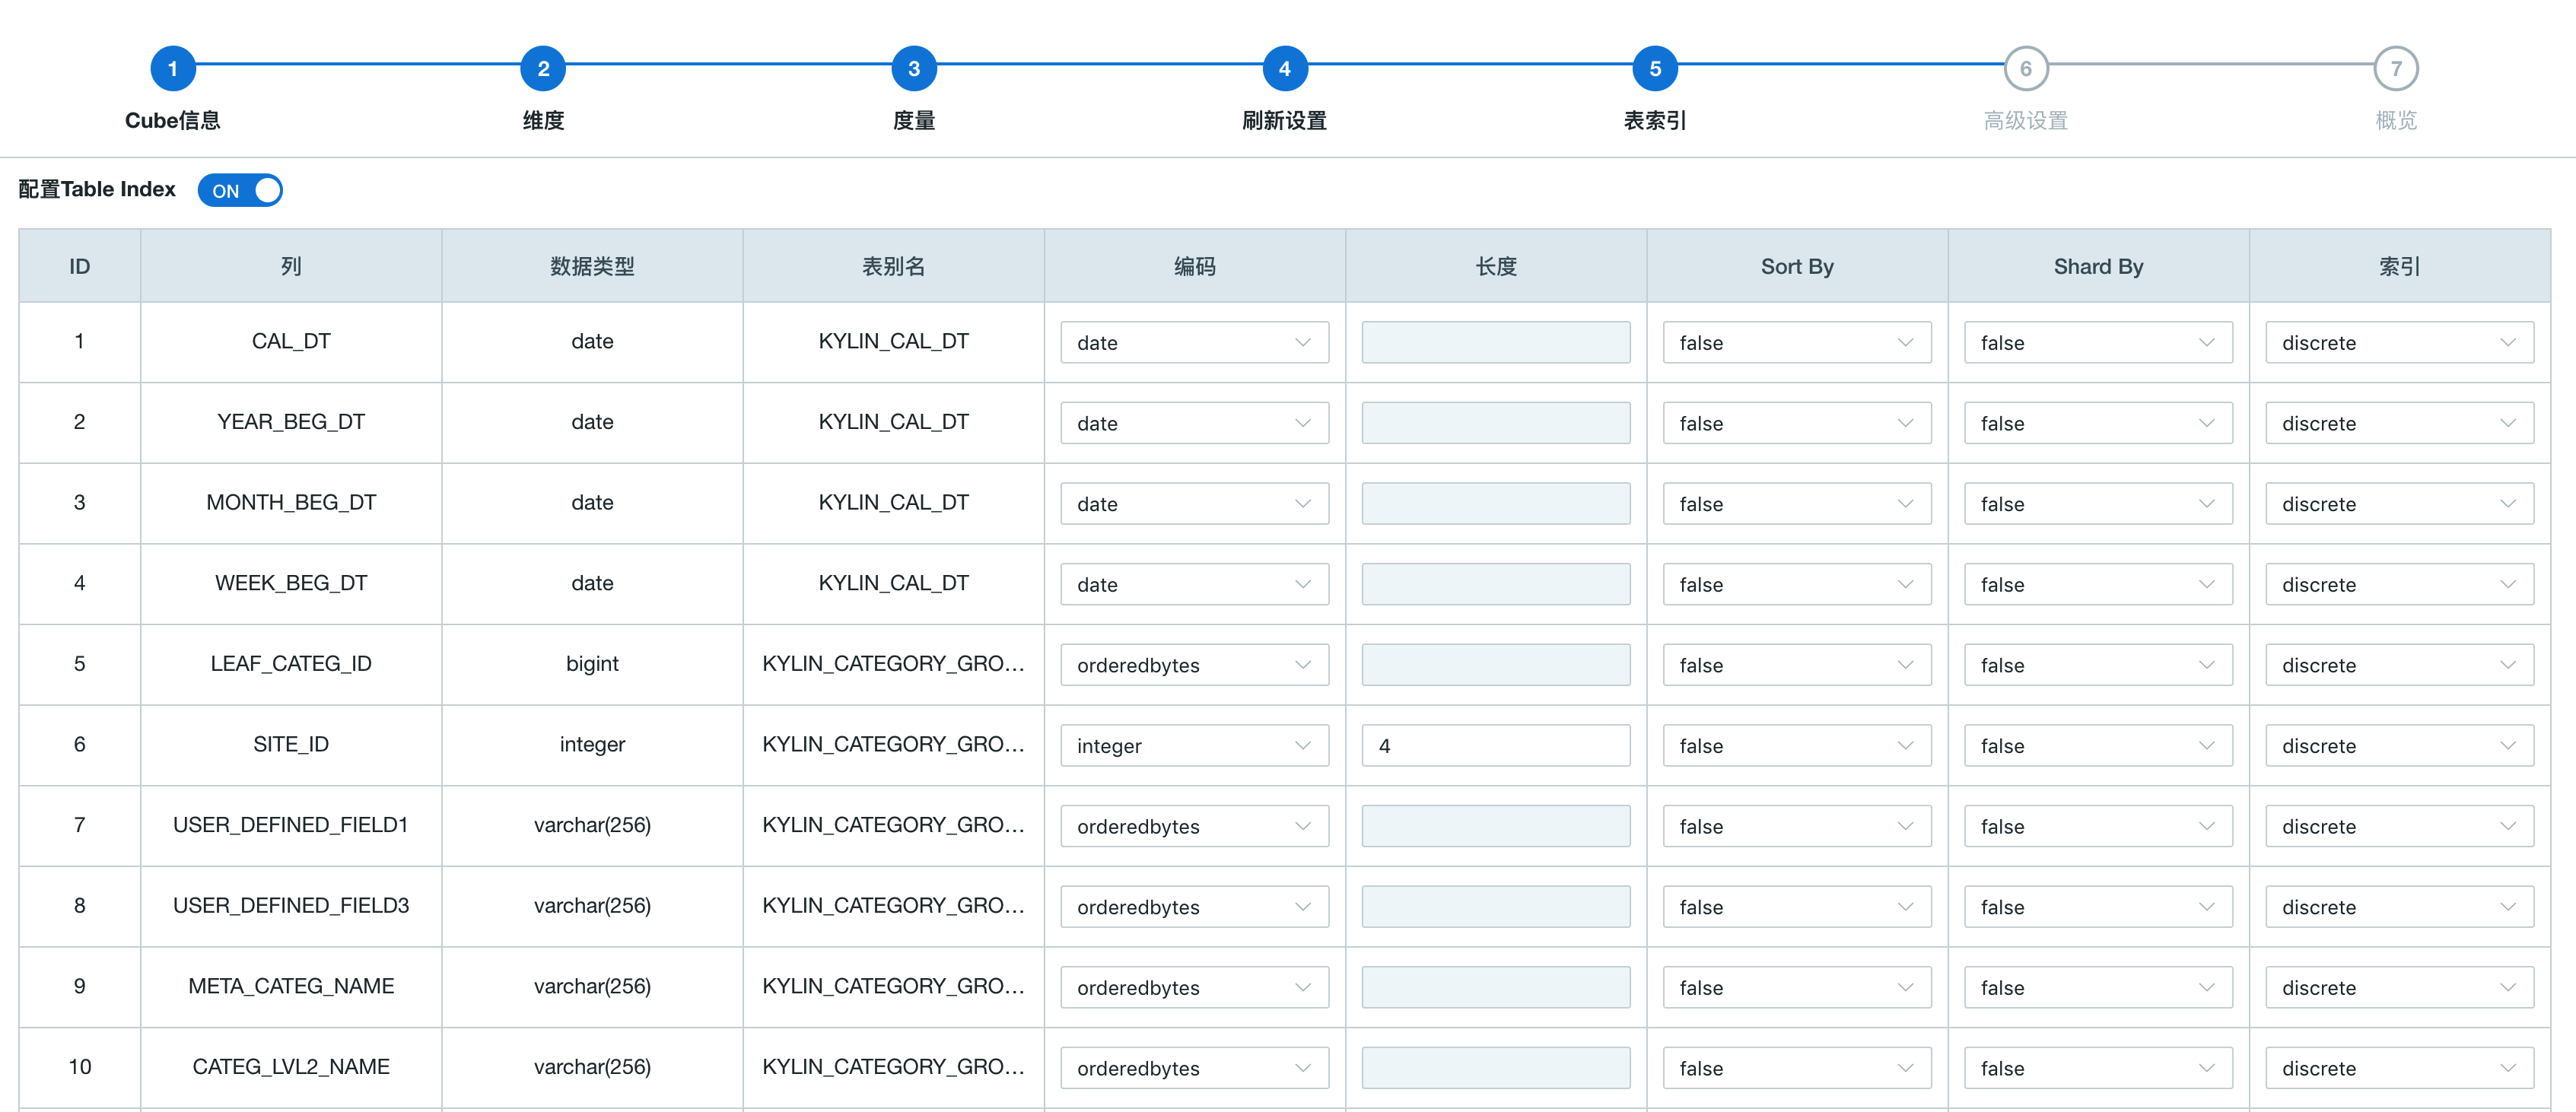 1 2 3 4 5 6 7
Cube信息 维度 度量 刷新设置 表索引 高级设置 概览
配置Table Index ON
ID 列 数据类型 表别名 编码 长度 Sort By Shard By 索引
1 CAL_DT date KYLIN_CAL_DT date false false discrete
2 YEAR_BEG_DT date KYLIN_CAL_DT date false false discrete
3 MONTH_BEG_DT date KYLIN_CAL_DT date false false discrete
4 WEEK_BEG_DT date KYLIN_CAL_DT date false false discrete
5 LEAF_CATEG_ID bigint KYLIN_CATEGORY_GRO... orderedbytes false false discrete
6 SITE_ID integer KYLIN_CATEGORY_GRO... integer 4 false false discrete
7 USER_DEFINED_FIELD1 varchar(256) KYLIN_CATEGORY_GRO... orderedbytes false false discrete
8 USER_DEFINED_FIELD3 varchar(256) KYLIN_CATEGORY_GRO... orderedbytes false false discrete
9 META_CATEG_NAME varchar(256) KYLIN_CATEGORY_GRO... orderedbytes false false discrete
10 CATEG_LVL2_NAME varchar(256) KYLIN_CATEGORY_GRO... orderedbytes false false discrete